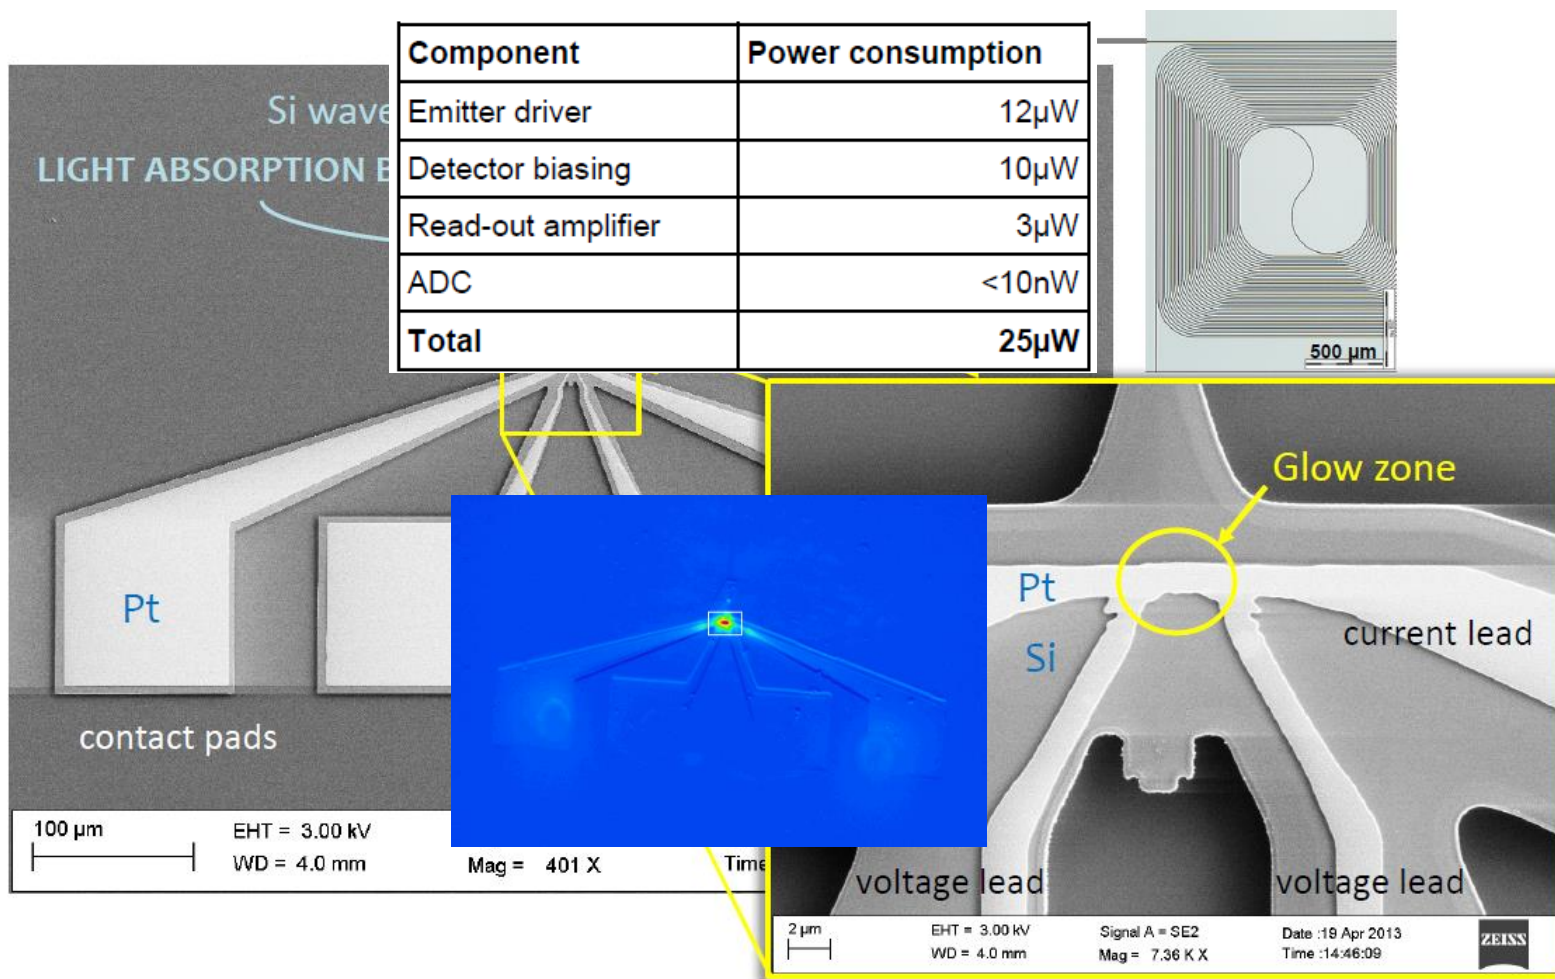 Component Power consumption
Emitter driver 12µW
Detector biasing 10µW
Read-out amplifier 3µW
ADC <10nW
Total 25µW
Si wave
LIGHT ABSORPTION
500 µm
Glow zone
Pt
Si
current lead
voltage lead
voltage lead
Pt
contact pads
100 µm
EHT = 3.00 kV
WD = 4.0 mm
Mag = 401 X
Time
2 µm
EHT = 3.00 kV
WD = 4.0 mm
Signal A = SE2
Mag = 7.36 K X
Date :19 Apr 2013
Time :14:46:09
ZEISS